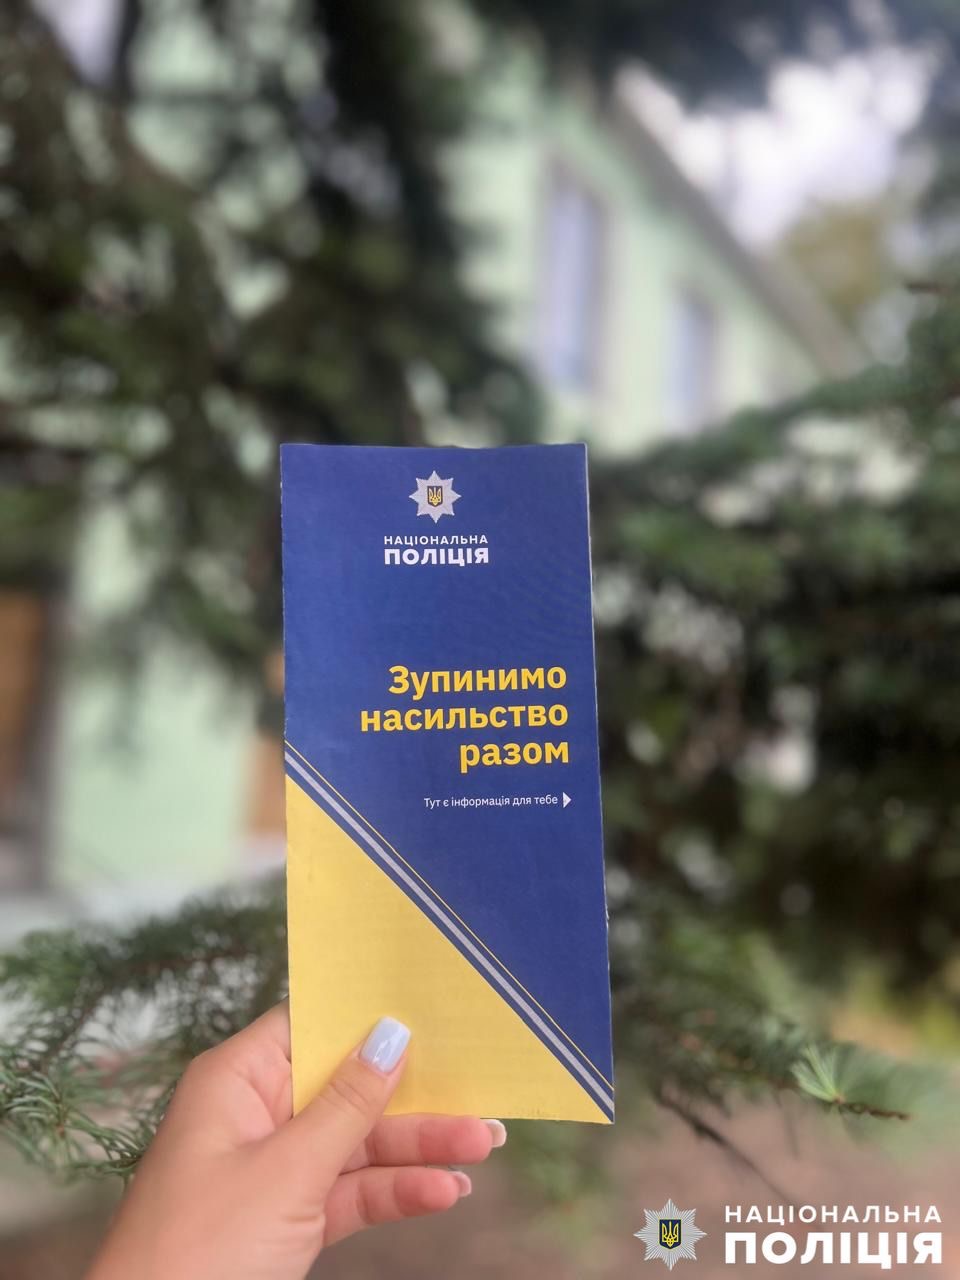 НАЦІОНАЛЬНА
ПОЛІЦІЯ
Зупинимо
насильство
разом
Тут є інформація для тебе
НАЦІОНАЛЬНА
ПОЛІЦІЯ